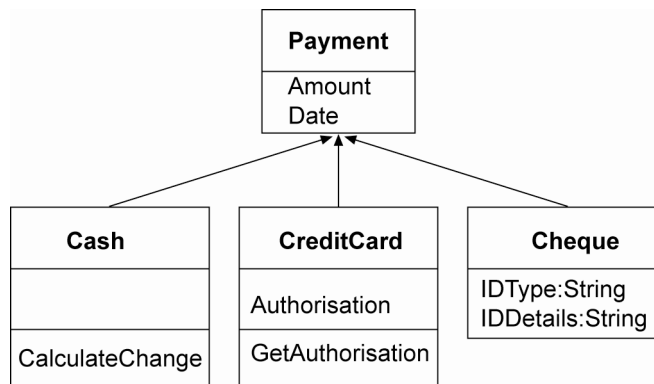 Payment
Amount
Date
Cash
CalculateChange
CreditCard
Authorisation
GetAuthorisation
Cheque
IDType:String
IDDetails:String